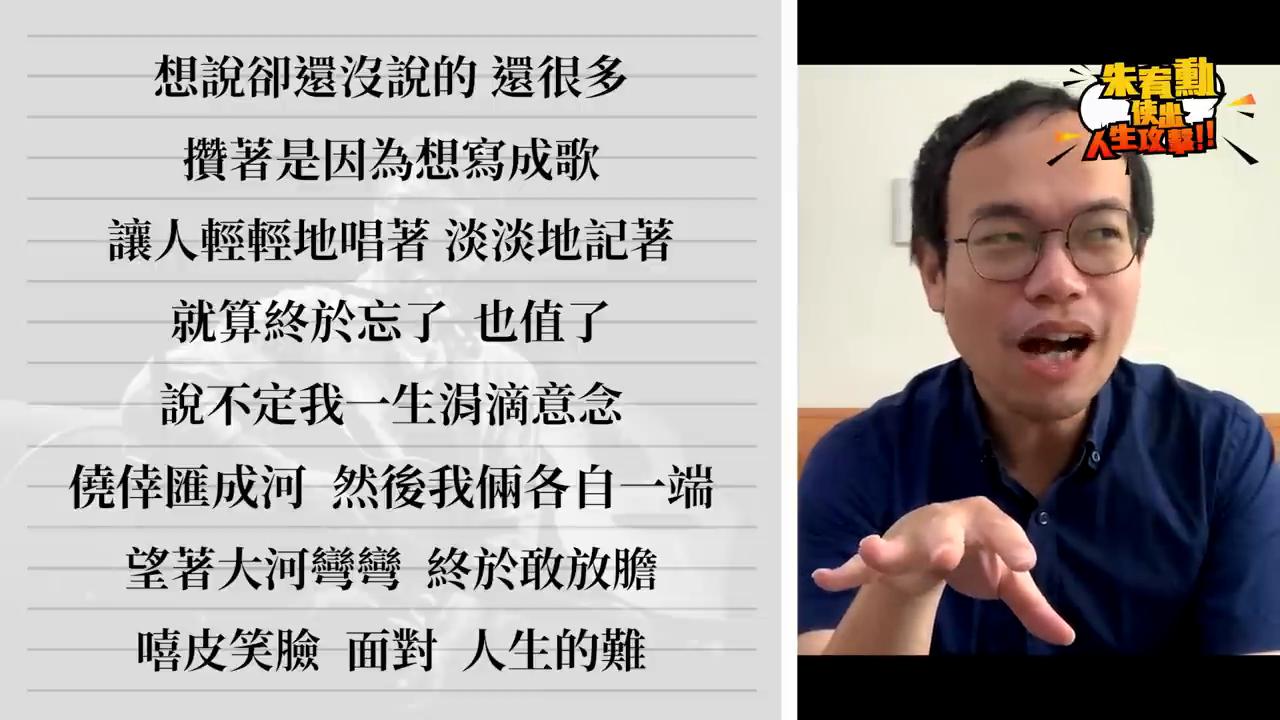 想說卻還沒說的 還很多
攢著是因為想寫成歌
讓人輕輕地唱著 淡淡地記著
就算終於忘了 也值了
說不定我一生涓滴意念
僥倖匯成河 然後我倆各自一端
望著大河彎彎 終於敢放膽
嘻皮笑臉 面對 人生的難
朱宥勳
使出
人生攻擊!!